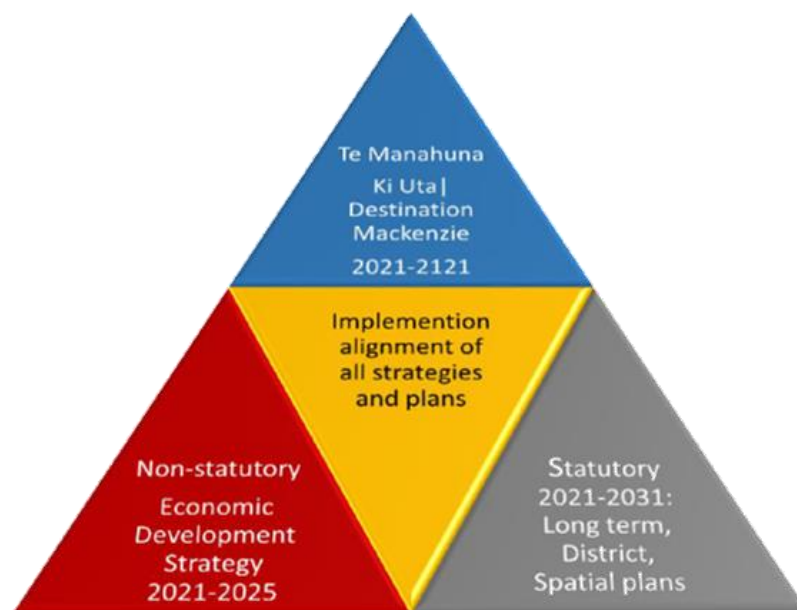 Te Manahuna
Ki Uta|
Destination
Mackenzie
2021-2121
Implemention
alignment of
all strategies
and plans
Non-statutory
Economic
Development
Strategy
2021-2025
Statutory
2021-2031:
Long term,
District,
Spatial plans